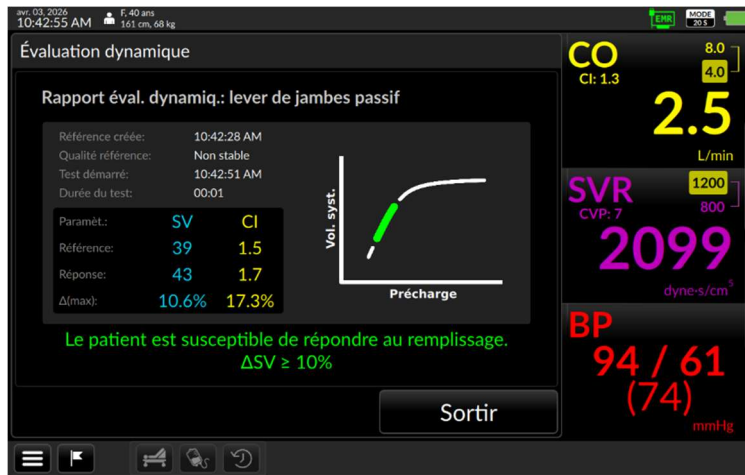 avr. 03, 2026
10:42:55 AM
F, 40 ans
161 cm, 68 kg
EMR
MODE
20 S
Évaluation dynamique
Rapport éval. dynamiq.: lever de jambes passif
Référence créée: 10:42:28 AM
Qualité référence: Non stable
Test démarré: 10:42:51 AM
Durée du test: 00:01
Paramèt.: SV CI
Référence: 39 1.5
Réponse: 43 1.7
Δ(max): 10.6% 17.3%
Vol. syst.
Précharge
Le patient est susceptible de répondre au remplissage.
ΔSV ≥ 10%
Sortir
CO
CI: 1.3
8.0
4.0
2.5
L/min
SVR
CVP: 7
1200
800
2099
dyne·s/cm⁵
BP
94 / 61
(74)
mmHg